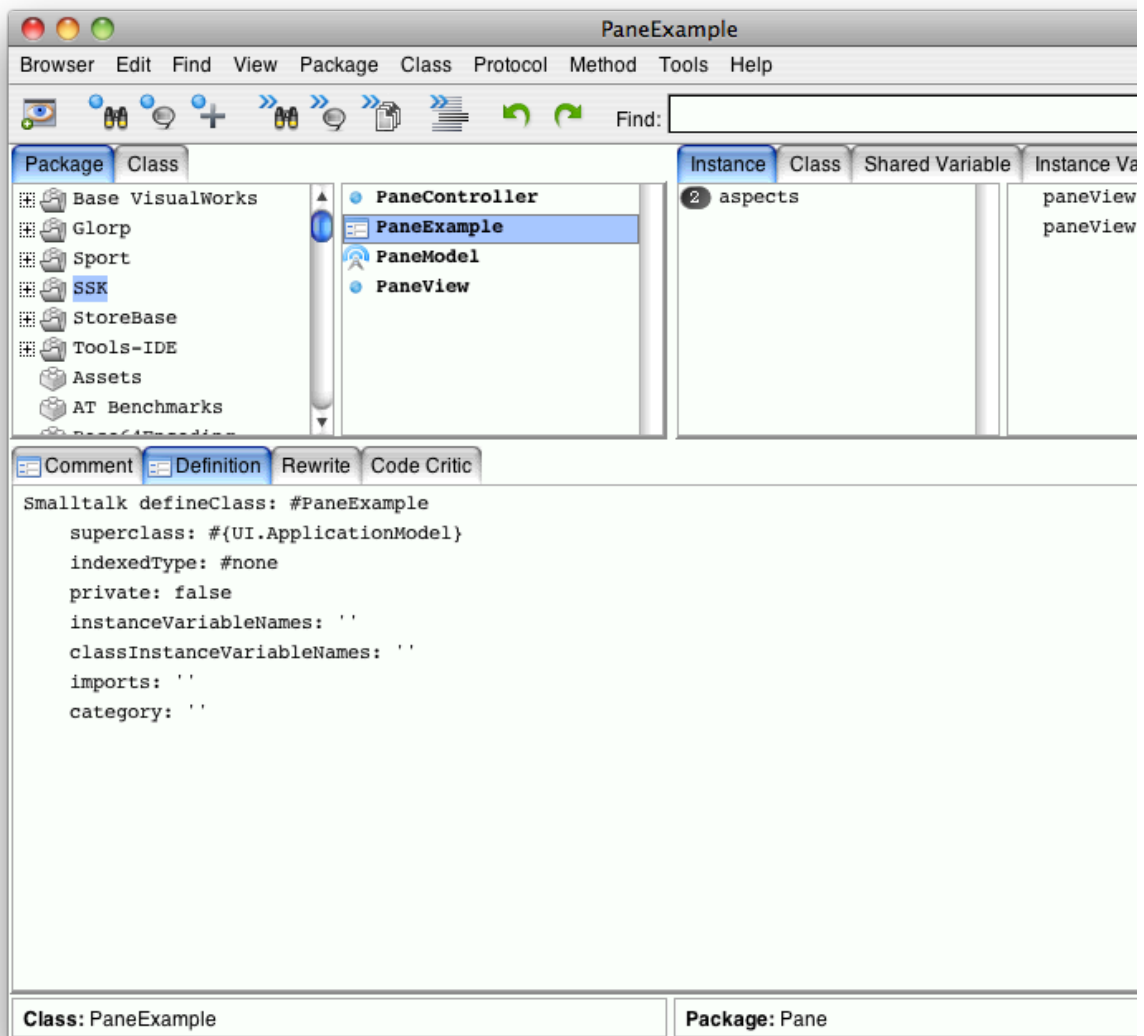 PaneExample
Browser Edit Find View Package Class Protocol Method Tools Help
Find:
Package Class
Instance Class Shared Variable Instance Va
Base VisualWorks
Glorp
Sport
SSK
StoreBase
Tools-IDE
Assets
AT Benchmarks
PaneController
PaneExample
PaneModel
PaneView
2 aspects
paneView
paneView
Comment Definition Rewrite Code Critic
Smalltalk defineClass: #PaneExample
superclass: #{UI.ApplicationModel}
indexedType: #none
private: false
instanceVariableNames: ''
classInstanceVariableNames: ''
imports: ''
category: ''
Class: PaneExample
Package: Pane